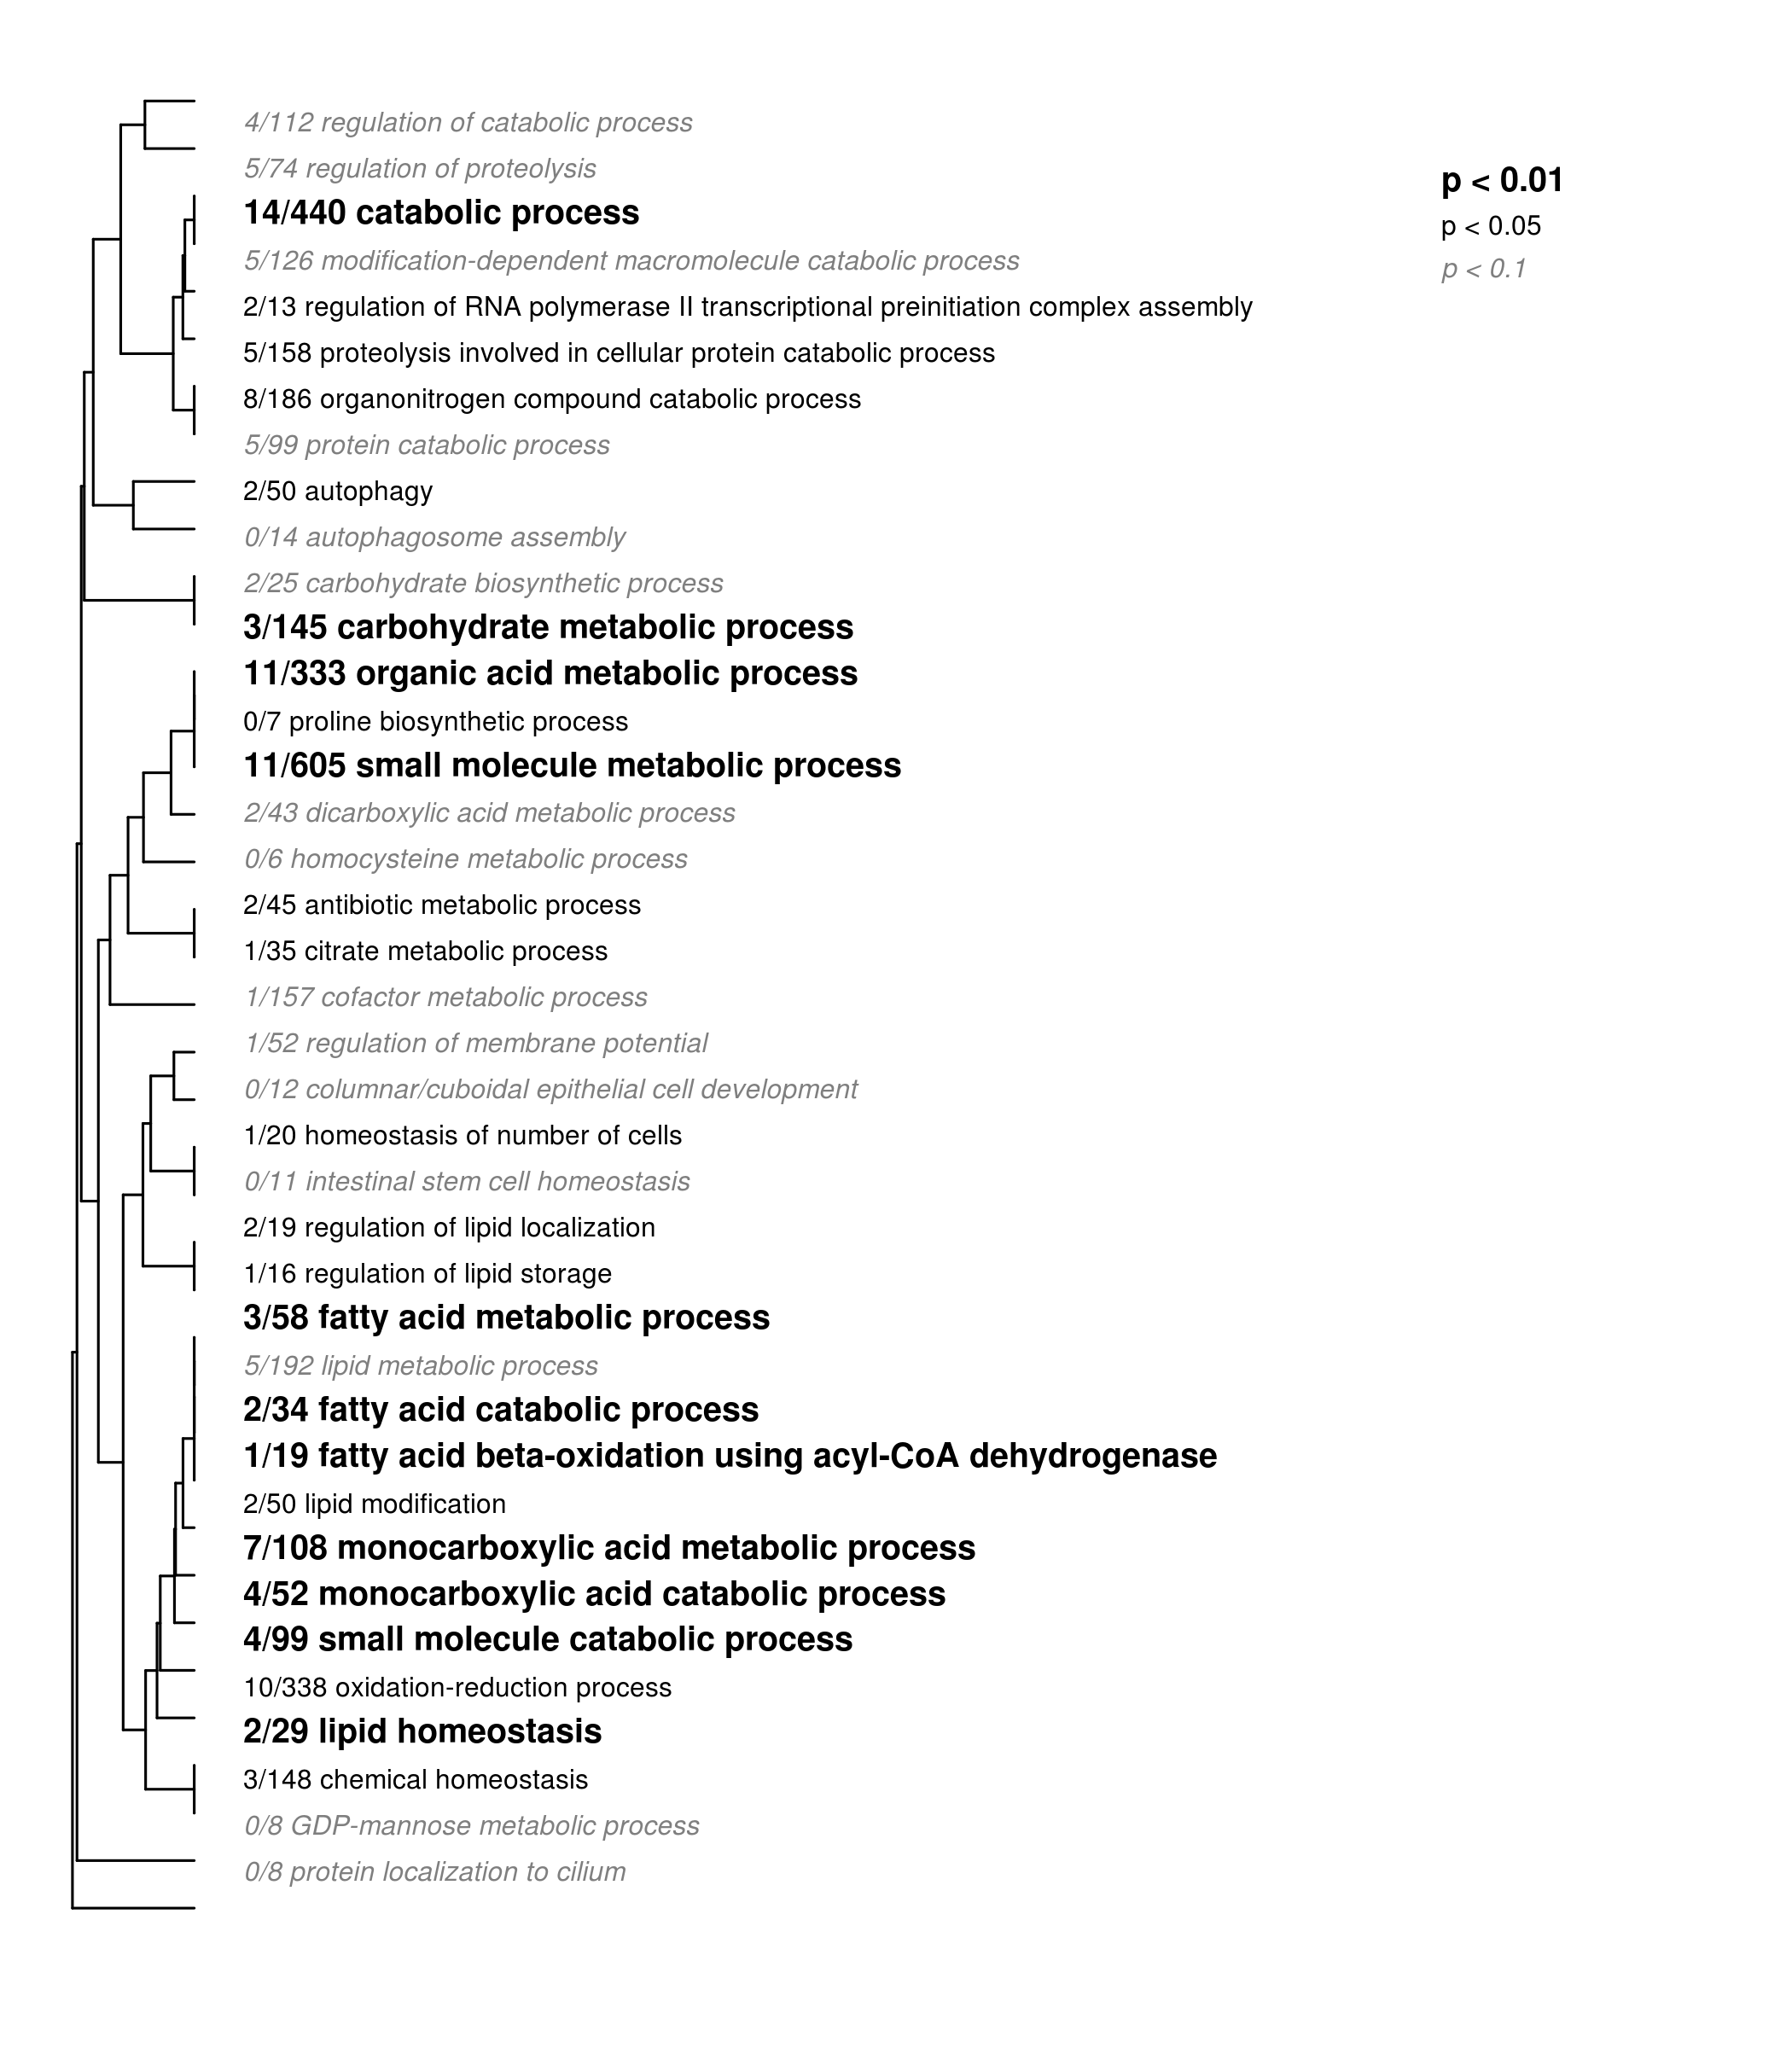 4/112 regulation of catabolic process
5/74 regulation of proteolysis
14/440 catabolic process
5/126 modification-dependent macromolecule catabolic process
2/13 regulation of RNA polymerase II transcriptional preinitiation complex assembly
5/158 proteolysis involved in cellular protein catabolic process
8/186 organonitrogen compound catabolic process
5/99 protein catabolic process
2/50 autophagy
0/14 autophagosome assembly
2/25 carbohydrate biosynthetic process
3/145 carbohydrate metabolic process
11/333 organic acid metabolic process
0/7 proline biosynthetic process
11/605 small molecule metabolic process
2/43 dicarboxylic acid metabolic process
0/6 homocysteine metabolic process
2/45 antibiotic metabolic process
1/35 citrate metabolic process
1/157 cofactor metabolic process
1/52 regulation of membrane potential
0/12 columnar/cuboidal epithelial cell development
1/20 homeostasis of number of cells
0/11 intestinal stem cell homeostasis
2/19 regulation of lipid localization
1/16 regulation of lipid storage
3/58 fatty acid metabolic process
5/192 lipid metabolic process
2/34 fatty acid catabolic process
1/19 fatty acid beta-oxidation using acyl-CoA dehydrogenase
2/50 lipid modification
7/108 monocarboxylic acid metabolic process
4/52 monocarboxylic acid catabolic process
4/99 small molecule catabolic process
10/338 oxidation-reduction process
2/29 lipid homeostasis
3/148 chemical homeostasis
0/8 GDP-mannose metabolic process
0/8 protein localization to cilium
p < 0.01
p < 0.05
p < 0.1